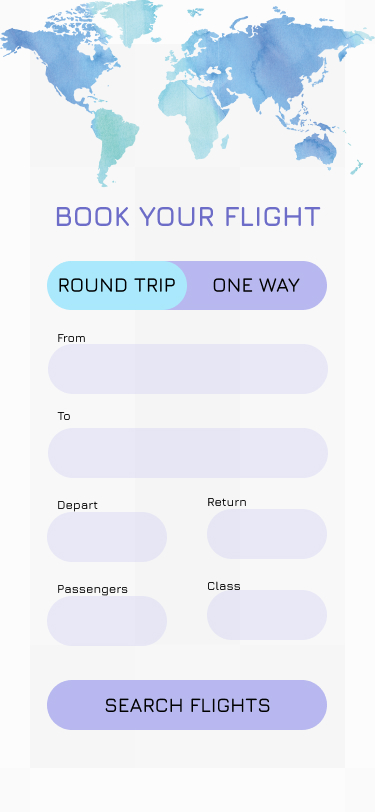 BOOK YOUR FLIGHT
ROUND TRIP ONE WAY
From
To
Depart Return
Passengers Class
SEARCH FLIGHTS